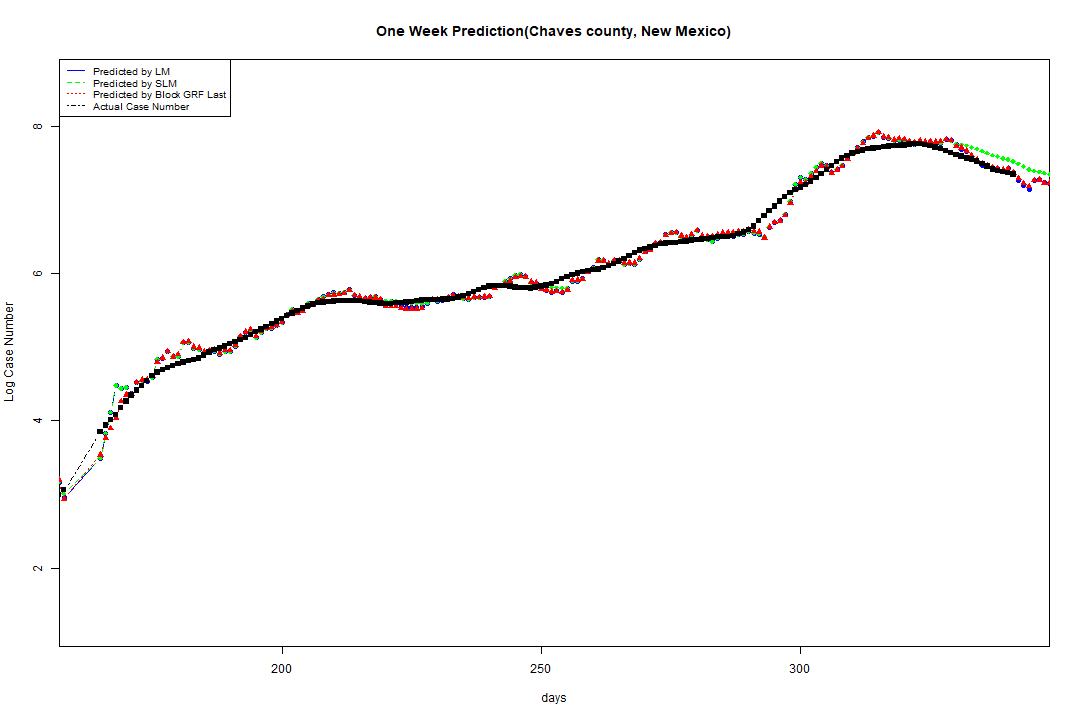 One Week Prediction(Chaves county, New Mexico)
Predicted by LM
Predicted by SLM
Predicted by Block GRF Last
Actual Case Number
8
6
4
2
Log Case Number
200
250
300
days